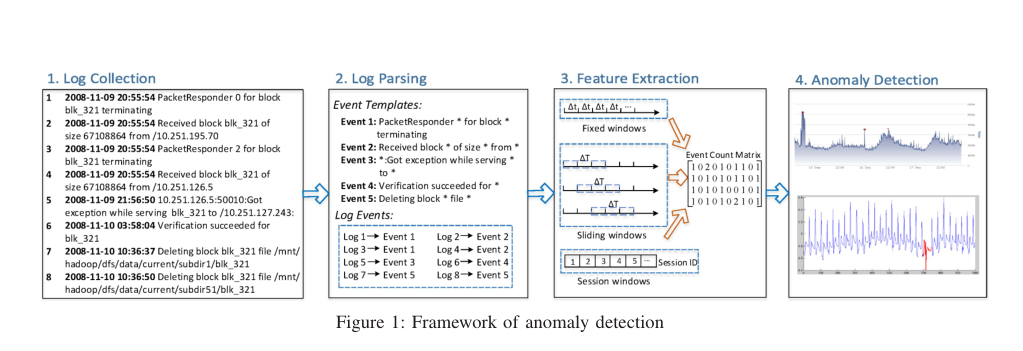 1. Log Collection
1 2008-11-09 20:55:54 PacketResponder 0 for block
blk_321 terminating
2 2008-11-09 20:55:54 Received block blk_321 of
size 67108864 from /10.251.195.70
3 2008-11-09 20:55:54 PacketResponder 2 for block
blk_321 terminating
4 2008-11-09 20:55:54 Received block blk_321 of
size 67108864 from /10.251.126.5
5 2008-11-09 21:56:50 10.251.126.5:50010:Got
exception while serving blk_321 to /10.251.127.243:
6 2008-11-10 03:58:04 Verification succeeded for
blk_321
7 2008-11-10 10:36:37 Deleting block blk_321 file /mnt/
hadoop/dfs/data/current/subdir1/blk_321
8 2008-11-10 10:36:50 Deleting block blk_321 file /mnt/
hadoop/dfs/data/current/subdir51/blk_321
2. Log Parsing
Event Templates:
Event 1: PacketResponder * for block *
terminating
Event 2: Received block * of size * from *
Event 3: *:Got exception while serving *
to *
Event 4: Verification succeeded for *
Event 5: Deleting block * file *
Log Events:
Log 1→ Event 1 Log 2→ Event 2
Log 3→ Event 1 Log 4→ Event 2
Log 5→ Event 3 Log 6→ Event 4
Log 7→ Event 5 Log 8→ Event 5
3. Feature Extraction
Δt, Δt, Δt, Δt, ...
Fixed windows
ΔT
ΔT
ΔT
Sliding windows
1 2 3 4 5 ... Session ID
Session windows
Event Count Matrix
1 0 2 0 1 0 1 1 0 1
1 0 1 0 1 0 1 1 0 1
1 0 1 0 1 0 0 1 0 1
1 0 1 0 1 0 2 1 0 1
4. Anomaly Detection
Figure 1: Framework of anomaly detection